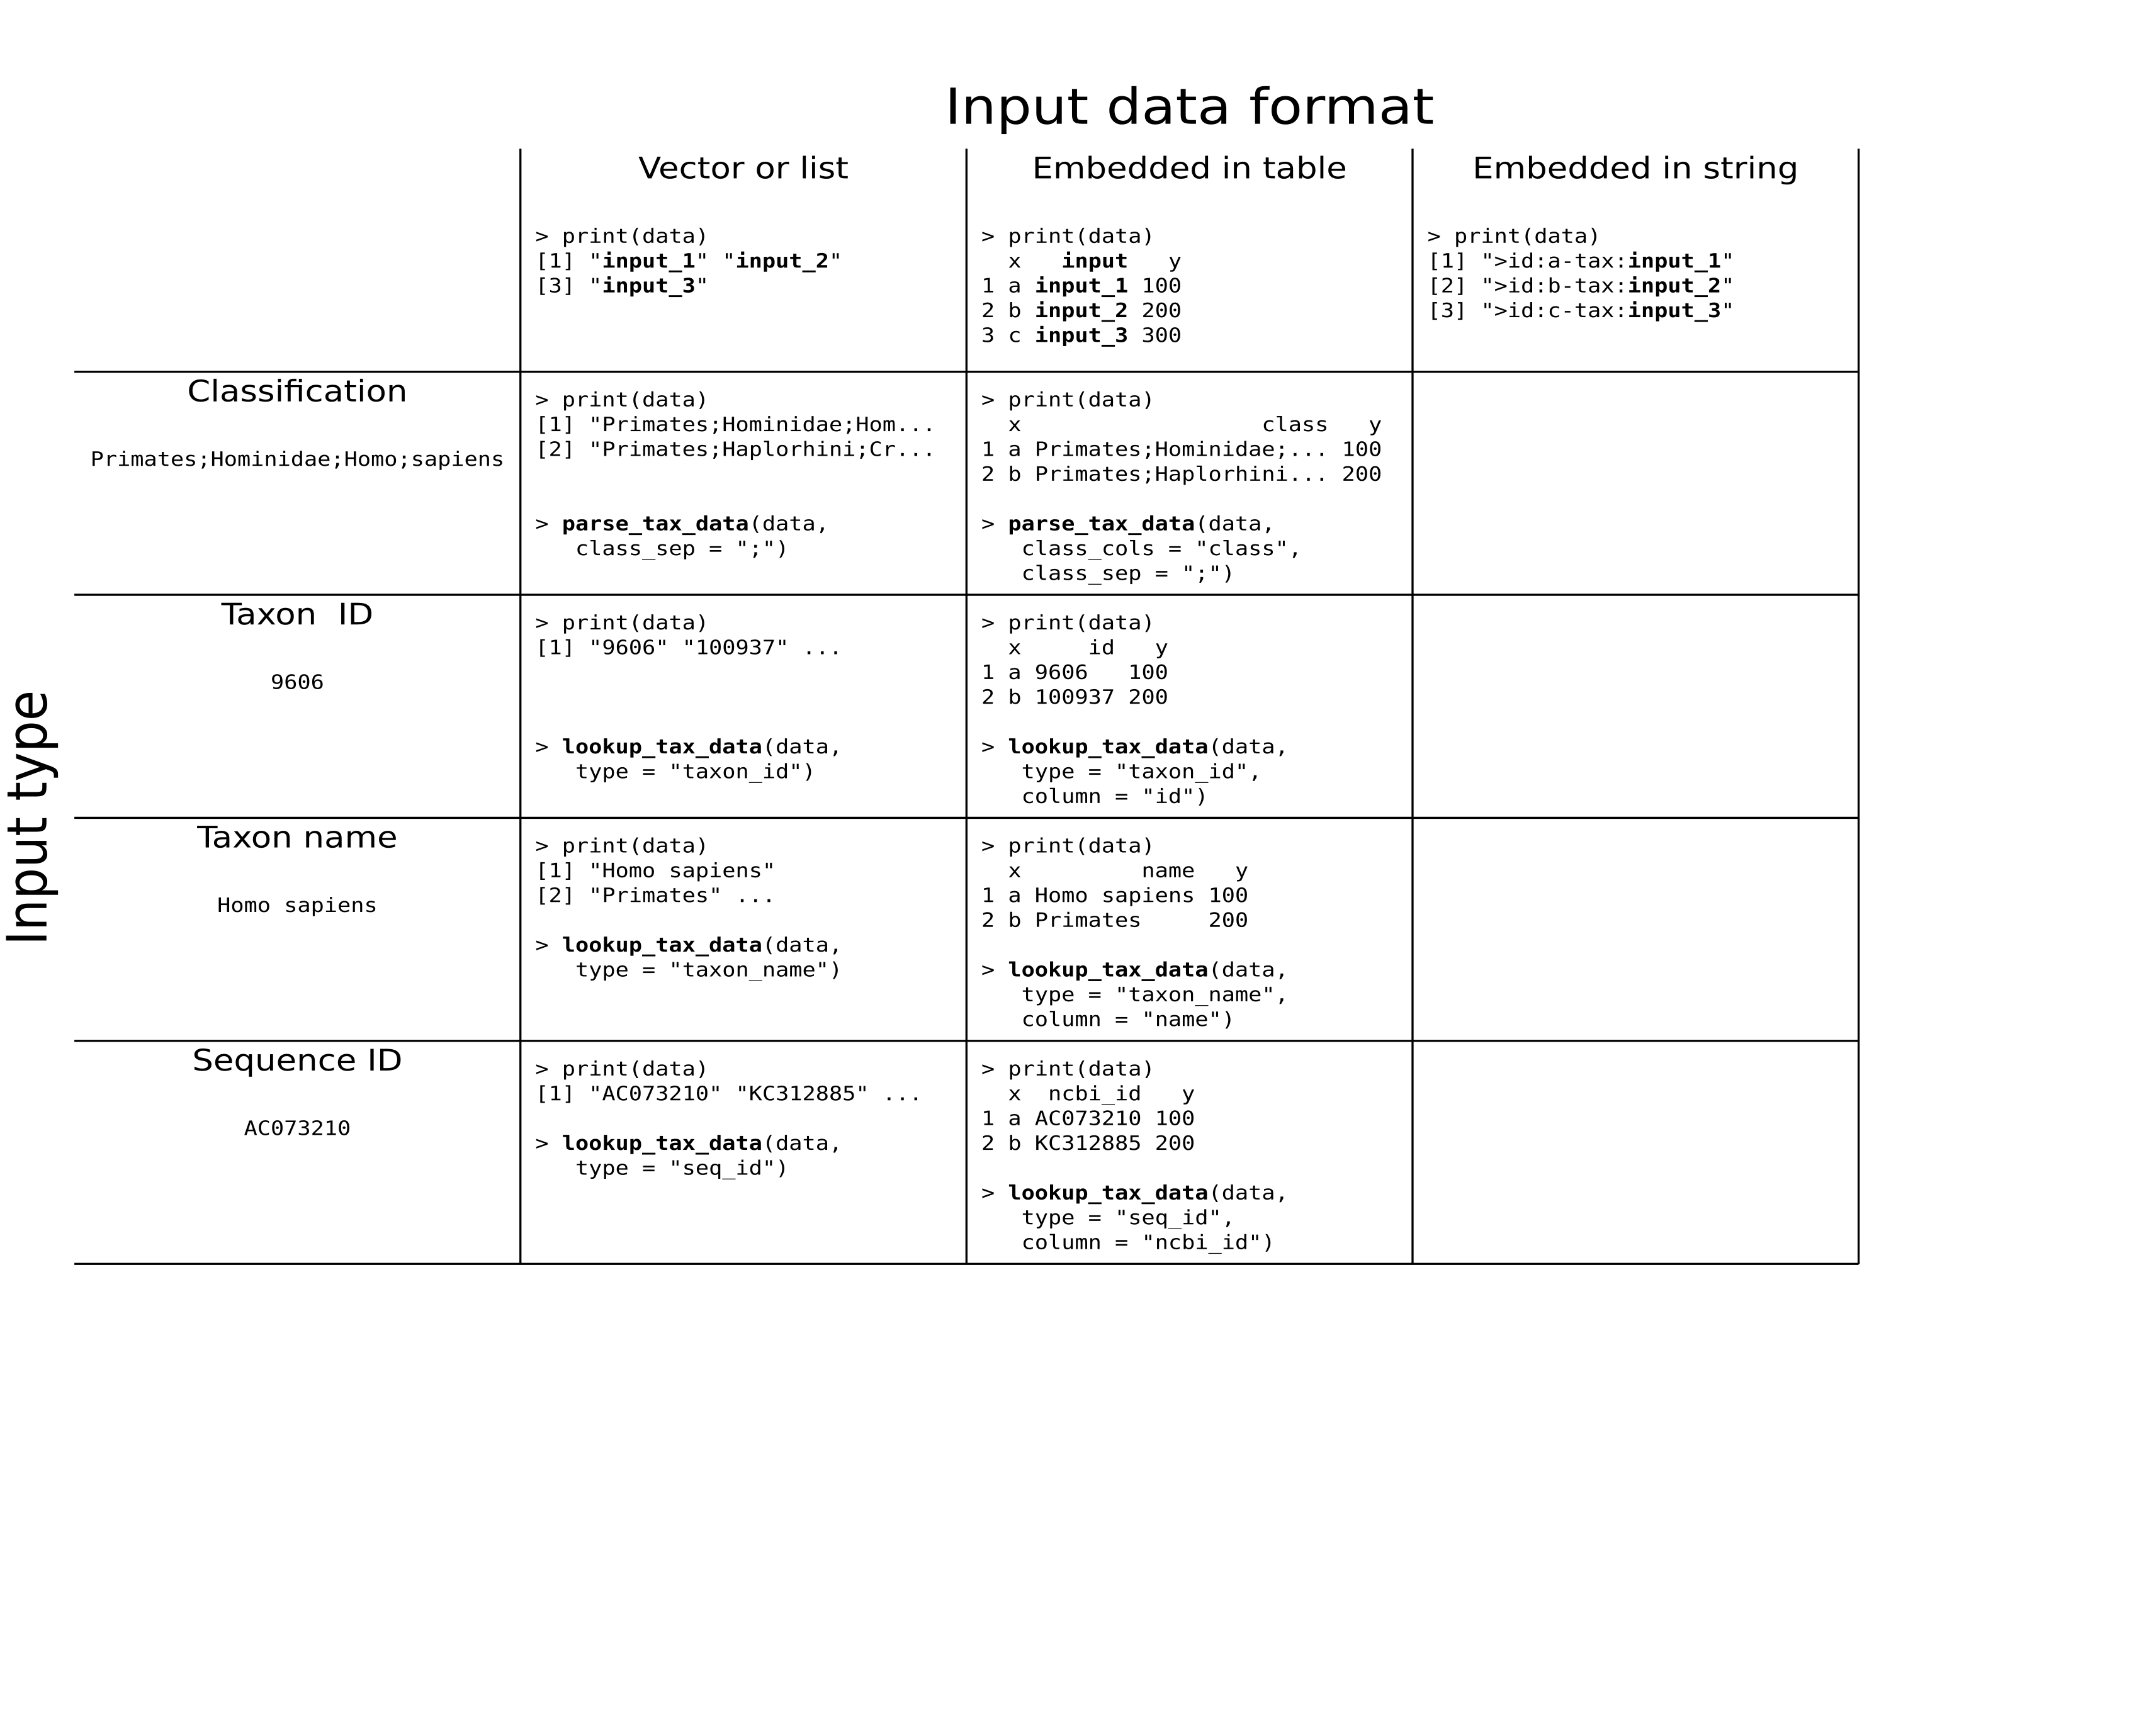 Input data format
Vector or list
> print(data)
[1] "input_1" "input_2"
[3] "input_3"
Embedded in table
> print(data)
  x   input   y
1 a input_1 100
2 b input_2 200
3 c input_3 300
Embedded in string
> print(data)
[1] ">id:a-tax:input_1"
[2] ">id:b-tax:input_2"
[3] ">id:c-tax:input_3"
Input type
Classification
Primates;Hominidae;Homo;sapiens
> print(data)
[1] "Primates;Hominidae;Hom...
[2] "Primates;Haplorhini;Cr...
> parse_tax_data(data,
   class_sep = ";")
> print(data)
  x                  class   y
1 a Primates;Hominidae;... 100
2 b Primates;Haplorhini... 200
> parse_tax_data(data,
   class_cols = "class",
   class_sep = ";")
Taxon  ID
9606
> print(data)
[1] "9606" "100937" ...
> lookup_tax_data(data,
   type = "taxon_id")
> print(data)
  x     id   y
1 a 9606   100
2 b 100937 200
> lookup_tax_data(data,
   type = "taxon_id",
   column = "id")
Taxon name
Homo sapiens
> print(data)
[1] "Homo sapiens"
[2] "Primates" ...
> lookup_tax_data(data,
   type = "taxon_name")
> print(data)
  x         name   y
1 a Homo sapiens 100
2 b Primates     200
> lookup_tax_data(data,
   type = "taxon_name",
   column = "name")
Sequence ID
AC073210
> print(data)
[1] "AC073210" "KC312885" ...
> lookup_tax_data(data,
   type = "seq_id")
> print(data)
  x  ncbi_id   y
1 a AC073210 100
2 b KC312885 200
> lookup_tax_data(data,
   type = "seq_id",
   column = "ncbi_id")